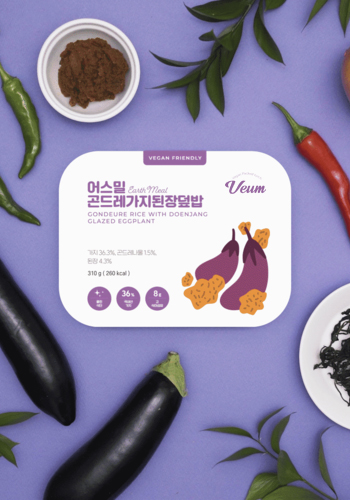 VEGAN FRIENDLY
어스밀 Earth Meal
곤드레가지된장덮밥
GONDEURE RICE WITH DOENJANG
GLAZED EGGPLANT
Veum
가지 36.3%, 곤드레나물 1.5%,
된장 4.3%
310 g ( 260 kcal )
36%
8g